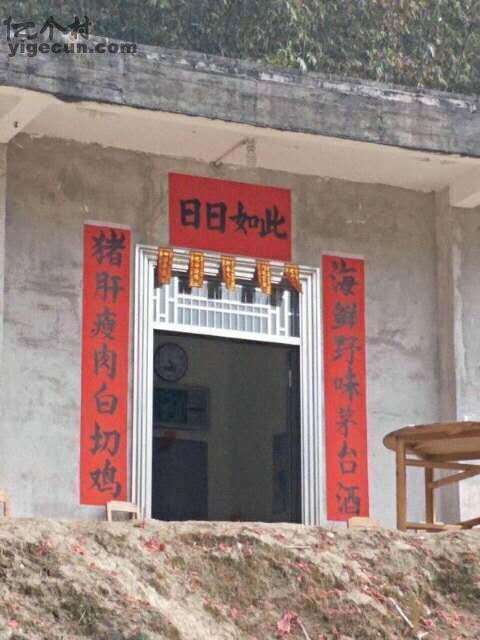 亿个村
yigecun.com
日日如此
猪肝瘦肉白切鸡
海鲜野味茅台酒